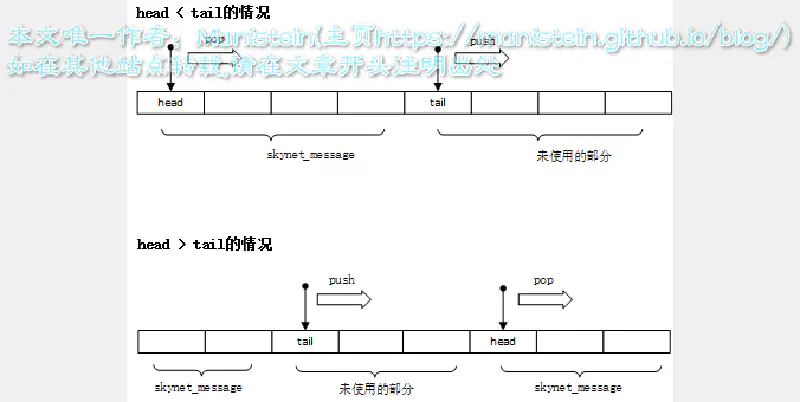 head < tail的情况
本文唯一作者：Manistein(主页https://manistein.github.io/blog/)
如在其他站点转载,请在文章开头注明出处
pop push
head tail
skynet_message 未使用的部分
head > tail的情况
push pop
tail head
skynet_message 未使用的部分 skynet_message